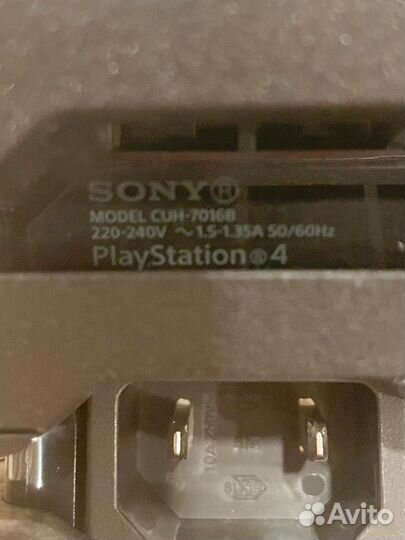 SONY Ⓗ
MODEL CUH-7016B
220-240V ～ 1.5-1.35A 50/60Hz
PlayStation®4
Avito